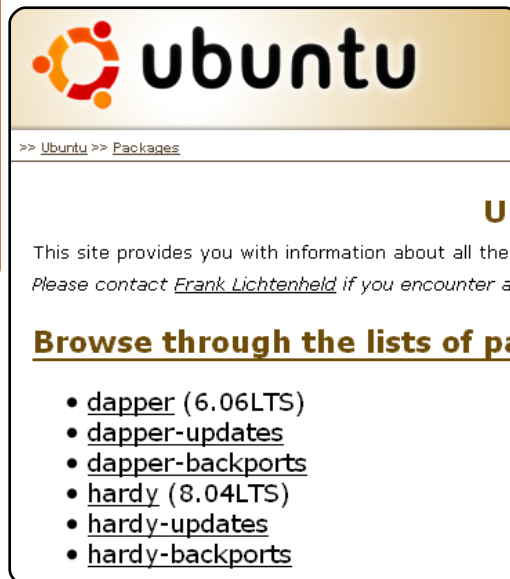 ubuntu
>> Ubuntu >> Packages
U
This site provides you with information about all the
Please contact Frank Lichtenheld if you encounter a
Browse through the lists of pa
• dapper (6.06LTS)
• dapper-updates
• dapper-backports
• hardy (8.04LTS)
• hardy-updates
• hardy-backports